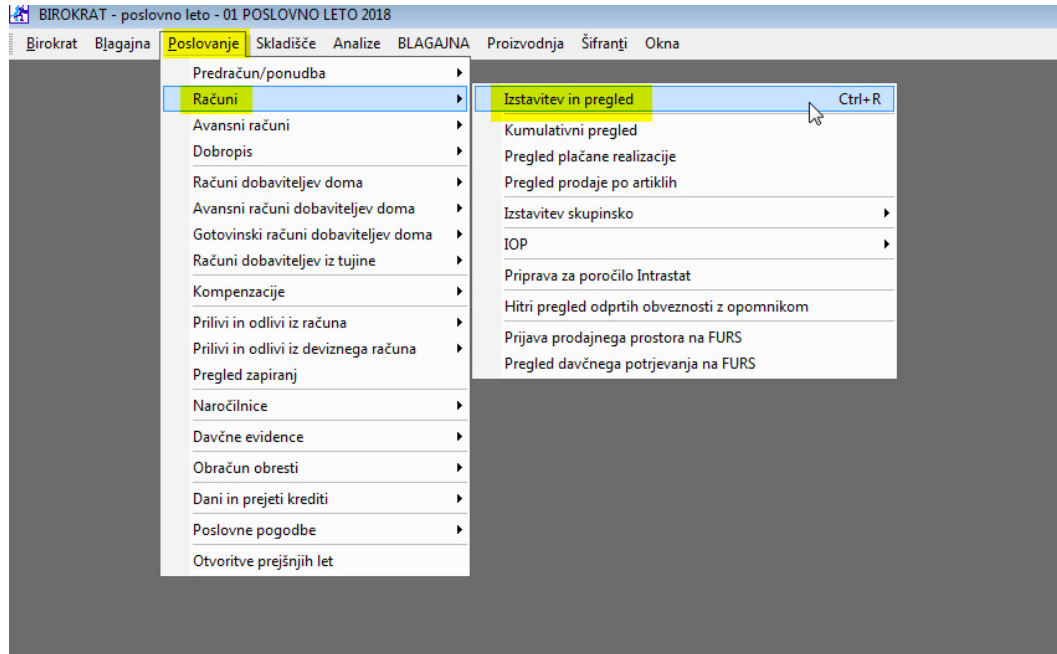 BIROKRAT - poslovno leto - 01 POSLOVNO LETO 2018
Birokrat Blagajna Poslovanje Skladišče Analize BLAGAJNA Proizvodnja Šifranti Okna
Predračun/ponudba
Računi
Avansni računi
Dobropis
Računi dobaviteljev doma
Avansni računi dobaviteljev doma
Gotovinski računi dobaviteljev doma
Računi dobaviteljev iz tujine
Kompenzacije
Prilivi in odlivi iz računa
Prilivi in odlivi iz deviznega računa
Pregled zapiranj
Naročilnice
Davčne evidence
Obračun obresti
Dani in prejeti krediti
Poslovne pogodbe
Otvoritve prejšnjih let
Izstavitev in pregled Ctrl+R
Kumulativni pregled
Pregled plačane realizacije
Pregled prodaje po artiklih
Izstavitev skupinsko
IOP
Priprava za poročilo Intrastat
Hitri pregled odprtih obveznosti z opomnikom
Prijava prodajnega prostora na FURS
Pregled davčnega potrjevanja na FURS